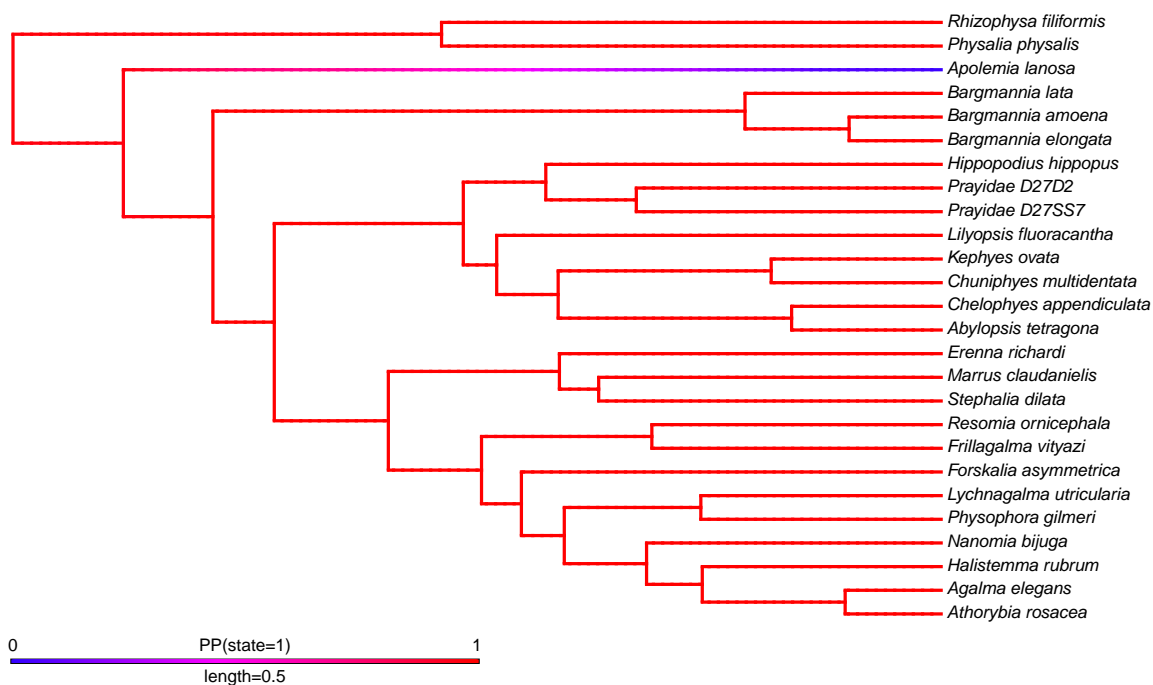 Rhizophysa filiformis
Physalia physalis
Apolemia lanosa
Bargmannia lata
Bargmannia amoena
Bargmannia elongata
Hippopodius hippopus
Prayidae D27D2
Prayidae D27SS7
Lilyopsis fluoracantha
Kephyes ovata
Chuniphyes multidentata
Chelophyes appendiculata
Abylopsis tetragona
Erenna richardi
Marrus claudanielis
Stephalia dilata
Resomia ornicephala
Frillagalma vityazi
Forskalia asymmetrica
Lychnagalma utricularia
Physophora gilmeri
Nanomia bijuga
Halistemma rubrum
Agalma elegans
Athorybia rosacea
0 PP(state=1) 1
length=0.5